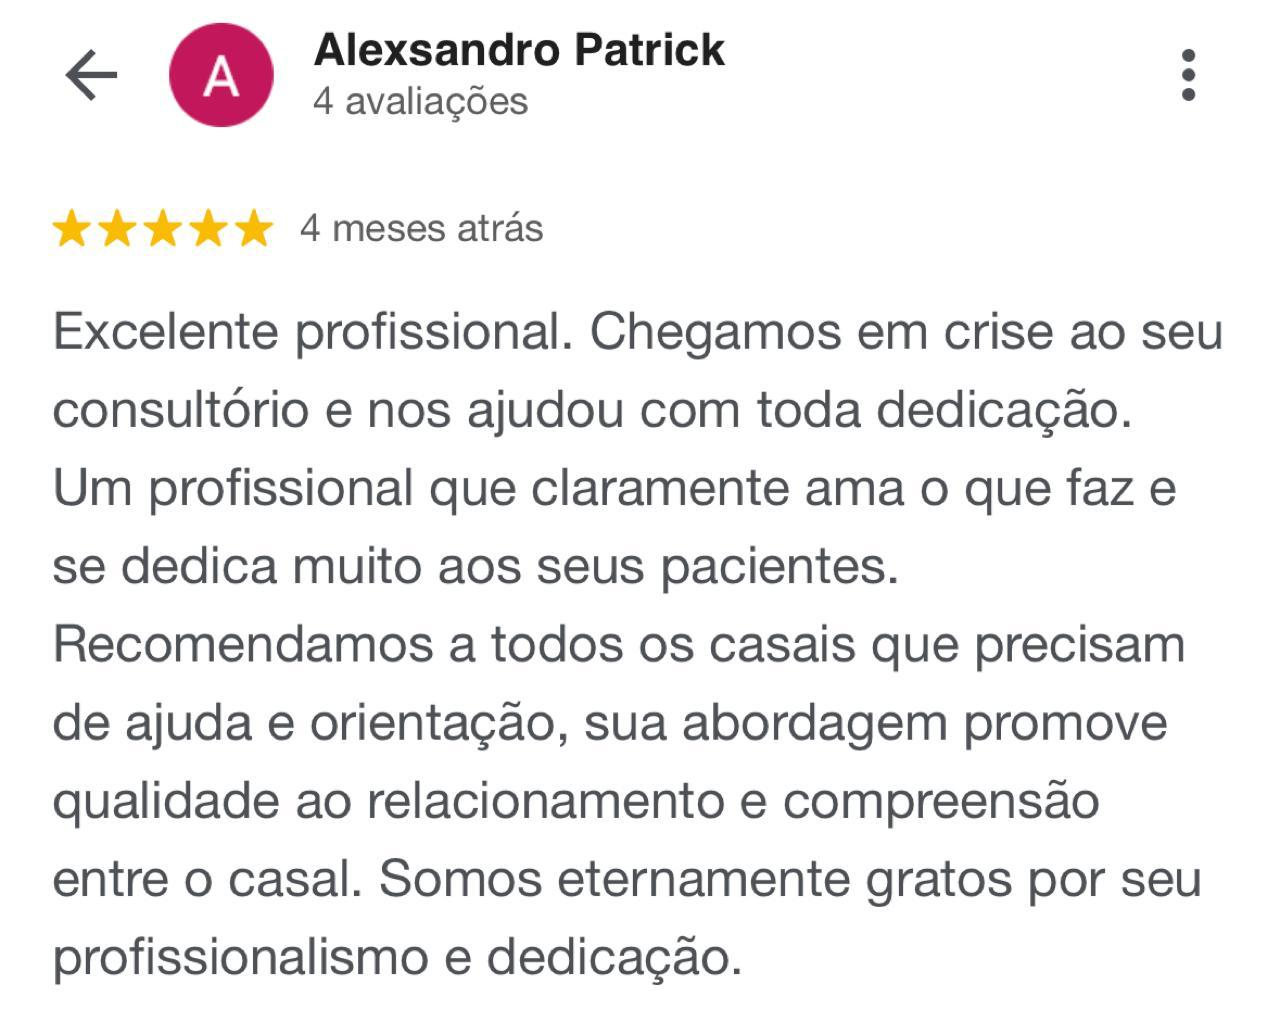 Alexsandro Patrick
A
4 avaliações
4 meses atrás
Excelente profissional. Chegamos em crise ao seu
consultório e nos ajudou com toda dedicação.
Um profissional que claramente ama o que faz e
se dedica muito aos seus pacientes.
Recomendamos a todos os casais que precisam
de ajuda e orientação, sua abordagem promove
qualidade ao relacionamento e compreensão
entre o casal. Somos eternamente gratos por seu
profissionalismo e dedicação.